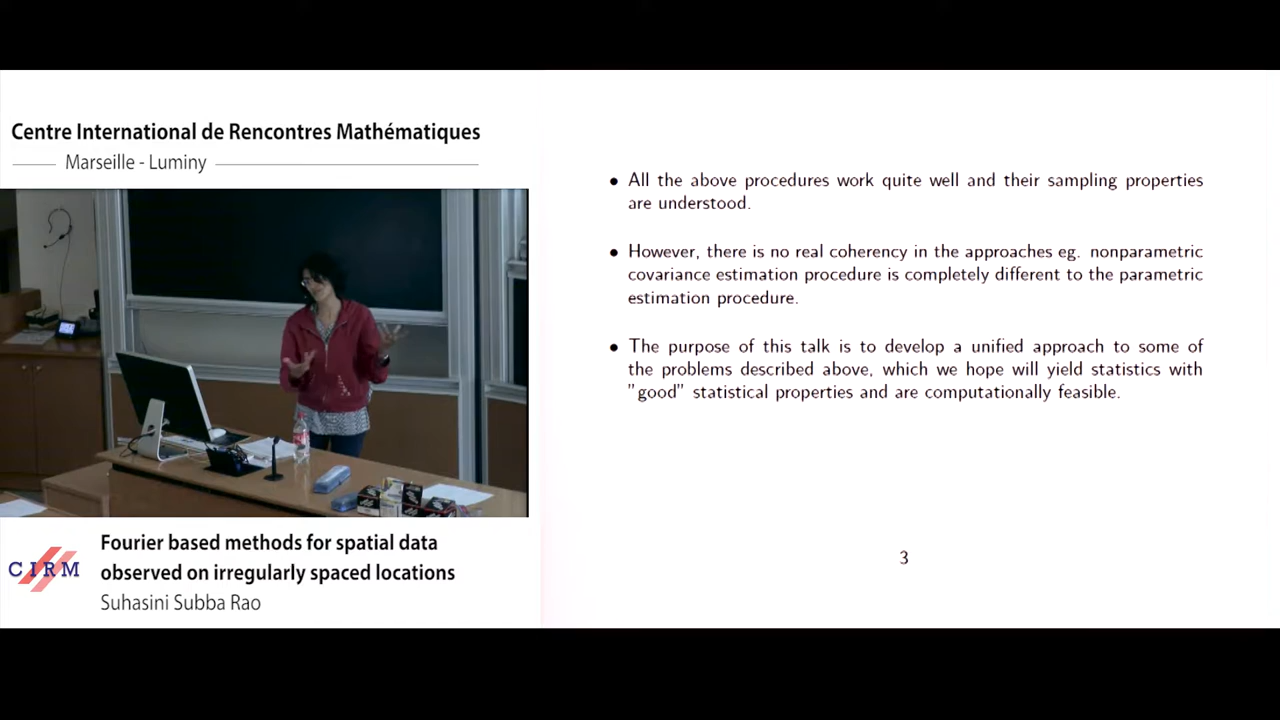 Centre International de Rencontres Mathématiques
Marseille - Luminy
Fourier based methods for spatial data
observed on irregularly spaced locations
Suhasini Subba Rao
CIRM
• All the above procedures work quite well and their sampling properties
are understood.
• However, there is no real coherency in the approaches eg. nonparametric
covariance estimation procedure is completely different to the parametric
estimation procedure.
• The purpose of this talk is to develop a unified approach to some of
the problems described above, which we hope will yield statistics with
"good" statistical properties and are computationally feasible.
3